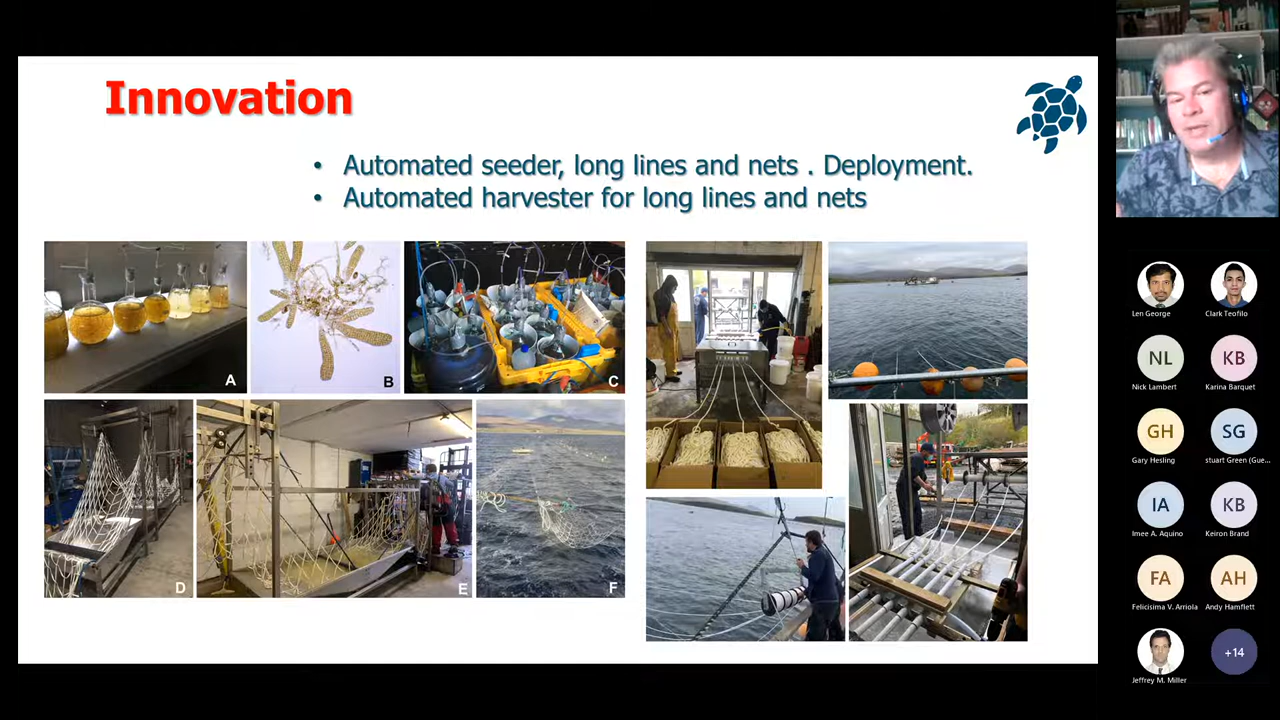 Innovation
• Automated seeder, long lines and nets . Deployment.
• Automated harvester for long lines and nets
A
B
C
D
E
F
Len George
Clark Teofilo
NL
KB
Nick Lambert
Karina Barquet
GH
SG
Gary Hesling
stuart Green (Gue...
IA
KB
Imee A. Aquino
Keiron Brand
FA
AH
Felicisima V. Arriola
Andy Hamflett
+14
Jeffrey M. Miller